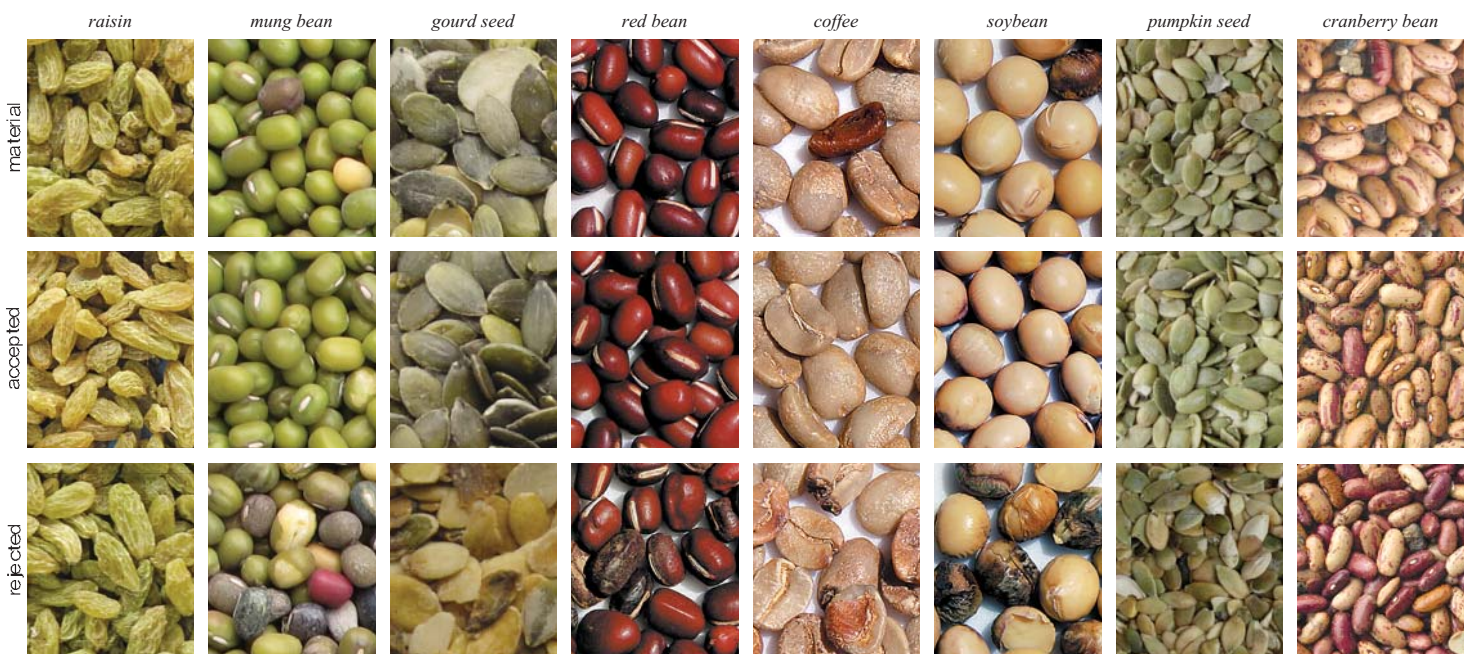 raisin mung bean gourd seed red bean coffee soybean pumpkin seed cranberry bean
material
accepted
rejected